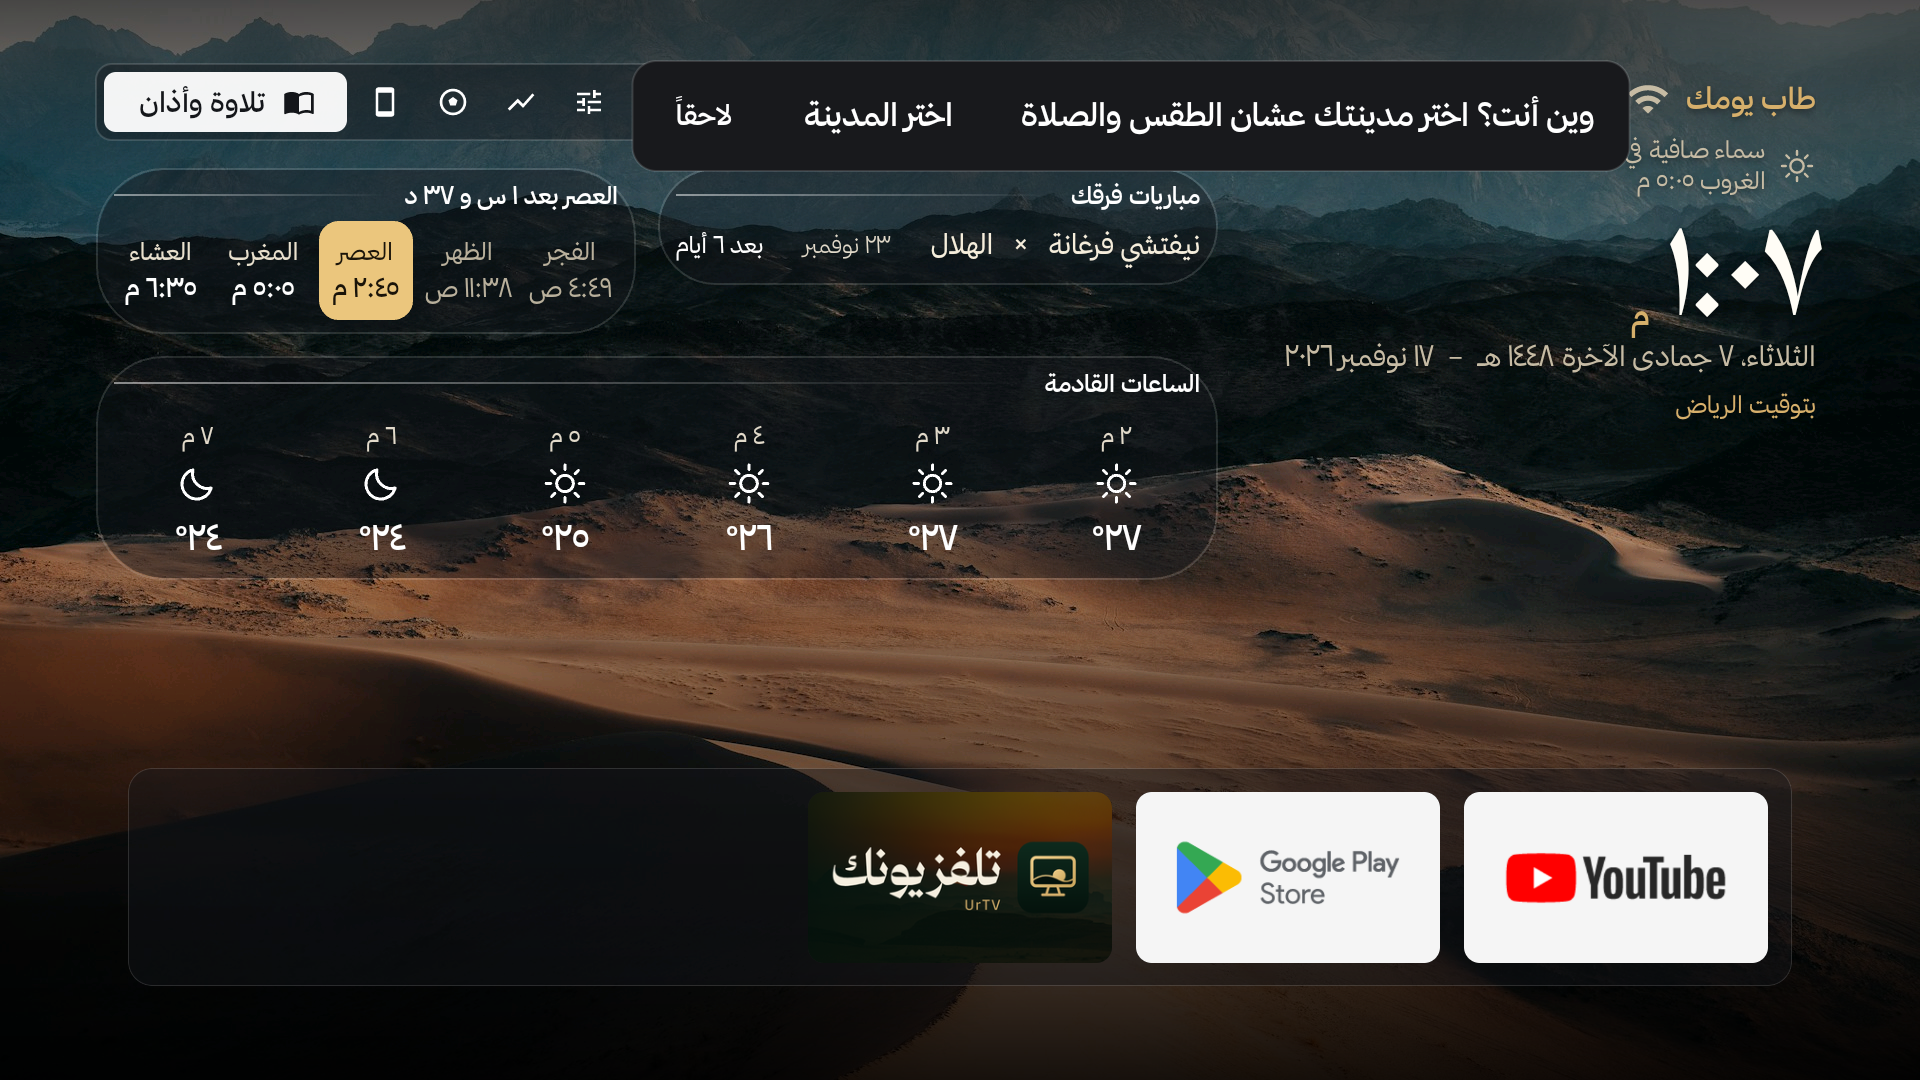 طاب يومك
سماء صافية في
الغروب ٥:٠٥ م
١:٠٧ م
الثلاثاء، ٧ جمادى الآخرة ١٤٤٨ هـ – ١٧ نوفمبر ٢٠٢٦
بتوقيت الرياض
وين أنت؟ اختر مدينتك عشان الطقس والصلاة
اختر المدينة
لاحقاً
تلاوة وأذان
مباريات فرقك
نيفتشي فرغانة × الهلال ٢٣ نوفمبر بعد ٦ أيام
العصر بعد ١ س و ٣٧ د
الفجر الظهر العصر المغرب العشاء
٤:٤٩ ص ١١:٣٨ ص ٢:٤٥ م ٥:٠٥ م ٦:٣٥ م
الساعات القادمة
٢ م ٣ م ٤ م ٥ م ٦ م ٧ م
٢٧° ٢٧° ٢٦° ٢٥° ٢٤° ٢٤°
YouTube
Google Play
Store
تلفزيونك
UrTV